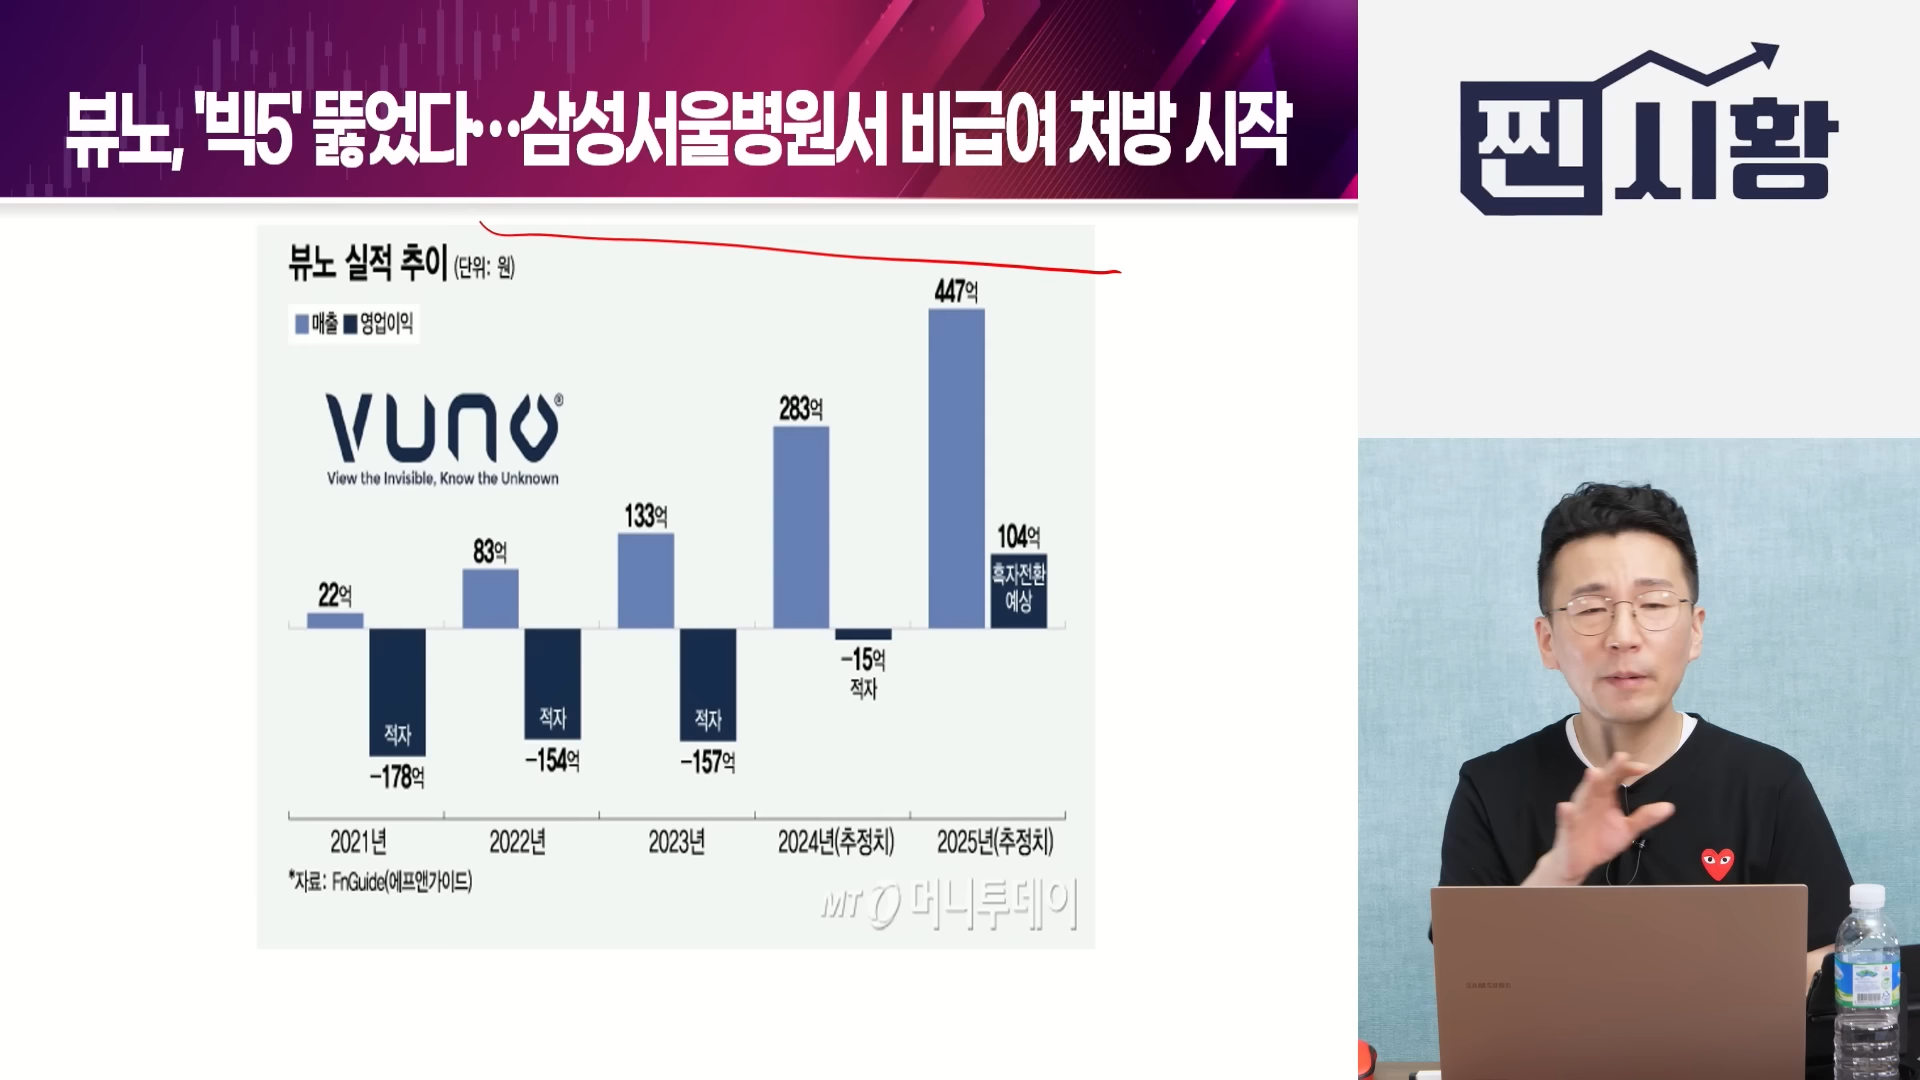 뷰노, '빅5' 뚫었다…삼성서울병원서 비급여 처방 시작
찐시황
뷰노 실적 추이 (단위: 원)
매출 영업이익
VUNO®
View the Invisible, Know the Unknown
22억
83억
133억
283억
447억
적자
-178억
적자
-154억
적자
-157억
-15억
적자
104억
흑자전환
예상
2021년 2022년 2023년 2024년(추정치) 2025년(추정치)
*자료: FnGuide(에프앤가이드)
MT 머니투데이
SAMSUNG